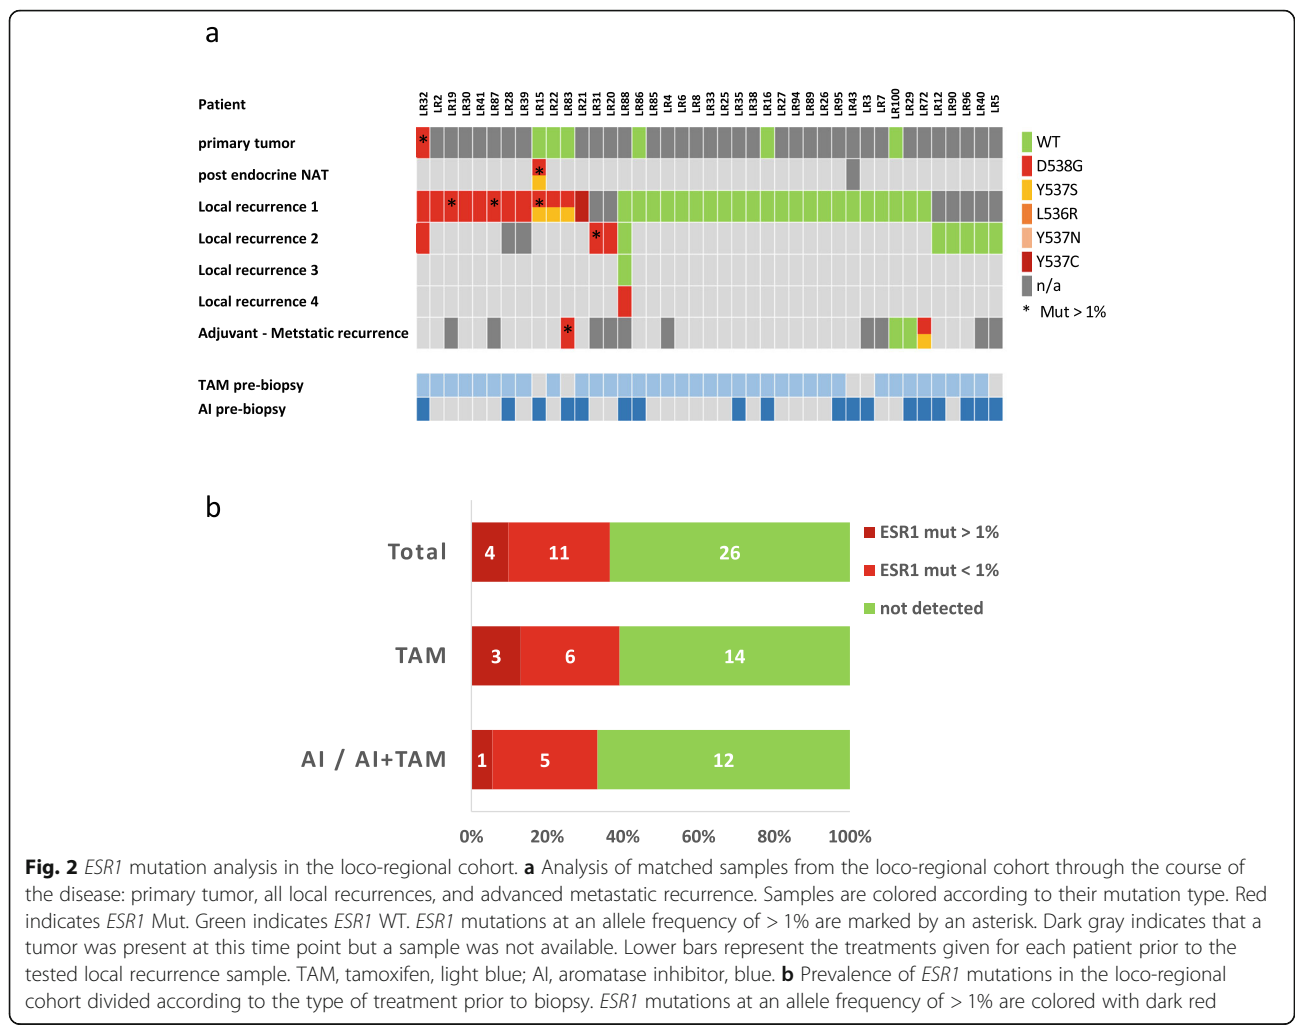 a
Patient
LR32 LR2 LR19 LR30 LR41 LR87 LR28 LR39 LR15 LR22 LR83 LR21 LR31 LR20 LR88 LR86 LR85 LR4 LR6 LR8 LR33 LR25 LR35 LR38 LR16 LR27 LR94 LR89 LR26 LR95 LR43 LR3 LR7 LR100 LR29 LR72 LR12 LR90 LR96 LR40 LR5
primary tumor *
post endocrine NAT *
Local recurrence 1 * * *
Local recurrence 2 *
Local recurrence 3
Local recurrence 4
Adjuvant - Metstatic recurrence *
WT
D538G
Y537S
L536R
Y537N
Y537C
n/a
* Mut > 1%
TAM pre-biopsy
AI pre-biopsy
b
Total 4 11 26
TAM 3 6 14
AI / AI+TAM 1 5 12
0% 20% 40% 60% 80% 100%
ESR1 mut > 1%
ESR1 mut < 1%
not detected
Fig. 2 ESR1 mutation analysis in the loco-regional cohort. a Analysis of matched samples from the loco-regional cohort through the course of
the disease: primary tumor, all local recurrences, and advanced metastatic recurrence. Samples are colored according to their mutation type. Red
indicates ESR1 Mut. Green indicates ESR1 WT. ESR1 mutations at an allele frequency of > 1% are marked by an asterisk. Dark gray indicates that a
tumor was present at this time point but a sample was not available. Lower bars represent the treatments given for each patient prior to the
tested local recurrence sample. TAM, tamoxifen, light blue; AI, aromatase inhibitor, blue. b Prevalence of ESR1 mutations in the loco-regional
cohort divided according to the type of treatment prior to biopsy. ESR1 mutations at an allele frequency of > 1% are colored with dark red